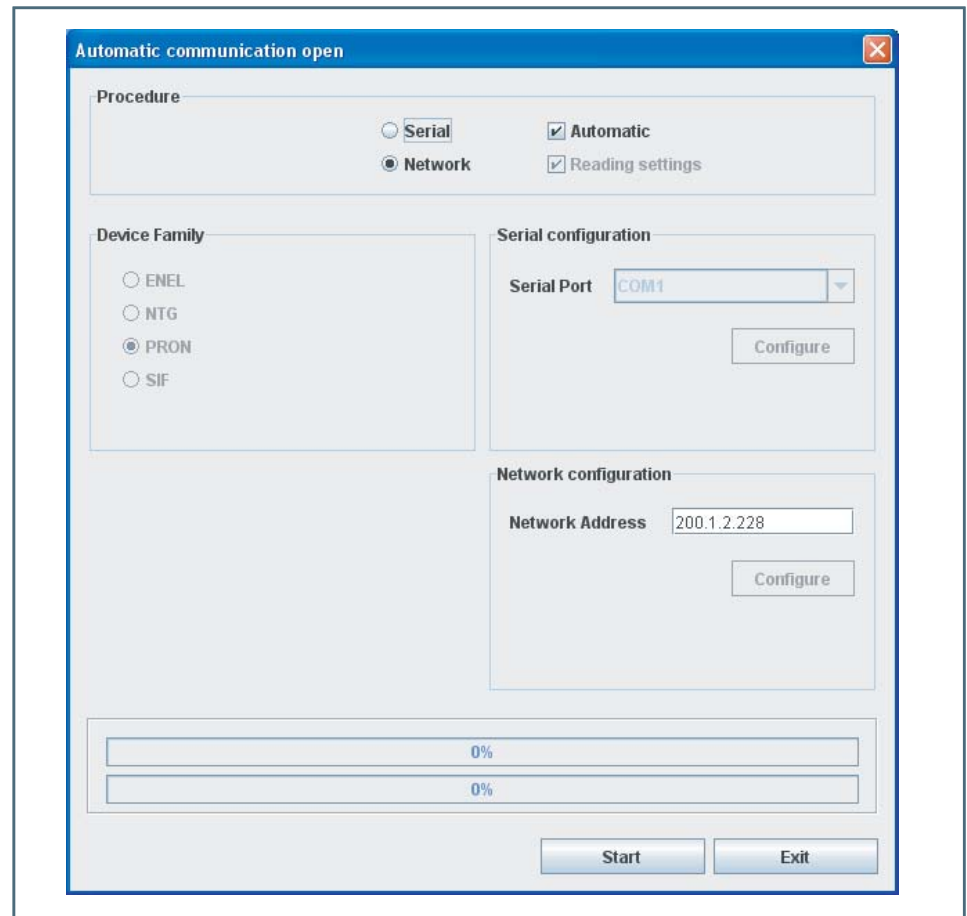 Automatic communication open
Procedure
Serial
Automatic
Network
Reading settings
Device Family
ENEL
NTG
PRON
SIF
Serial configuration
Serial Port COM1
Configure
Network configuration
Network Address 200.1.2.228
Configure
0%
0%
Start
Exit